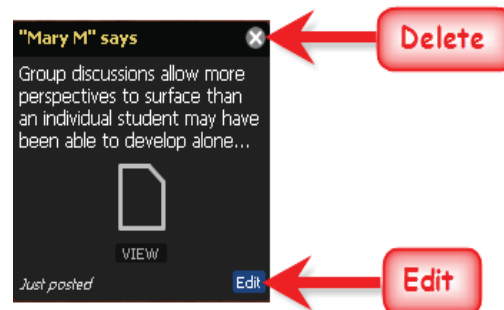 "Mary M" says
Delete
Group discussions allow more
perspectives to surface than
an individual student may have
been able to develop alone...
VIEW
Just posted
Edit
Edit